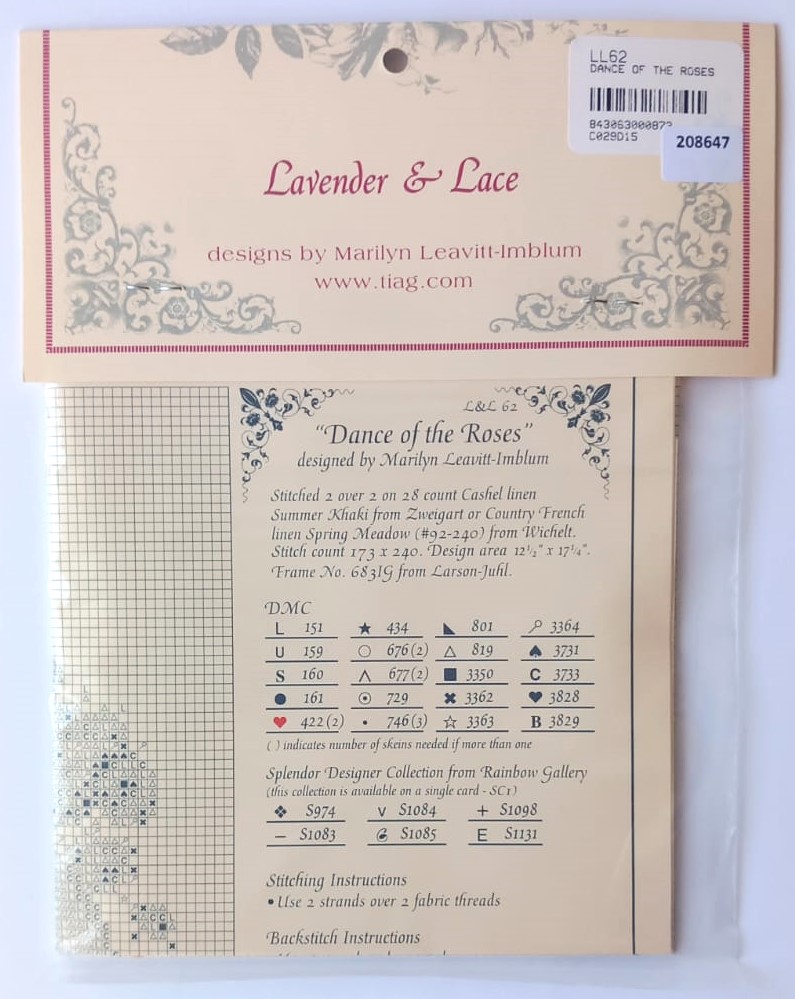 LL62
DANCE OF THE ROSES
C029D15
208647
Lavender & Lace
designs by Marilyn Leavitt-Imblum
www.tiag.com
L&L 62
"Dance of the Roses"
designed by Marilyn Leavitt-Imblum
Stitched 2 over 2 on 28 count Cashel linen
Summer Khaki from Zweigart or Country French
linen Spring Meadow (#92-240) from Wichelt.
Stitch count 173 x 240. Design area 12½" x 17¼".
Frame No. 683IG from Larson-Juhl.
DMC
L 151 ★ 434 ◣ 801 3364
U 159 ○ 676(2) △ 819 ♠ 3731
S 160 ∧ 677(2) ■ 3350 C 3733
● 161 ⊙ 729 ✖ 3362 ♥ 3828
♥ 422(2) • 746(3) ☆ 3363 B 3829
( ) indicates number of skeins needed if more than one
Splendor Designer Collection from Rainbow Gallery
(this collection is available on a single card - SC1)
❖ S974 V S1084 + S1098
– S1083 S1085 E S1131
Stitching Instructions
• Use 2 strands over 2 fabric threads
Backstitch Instructions